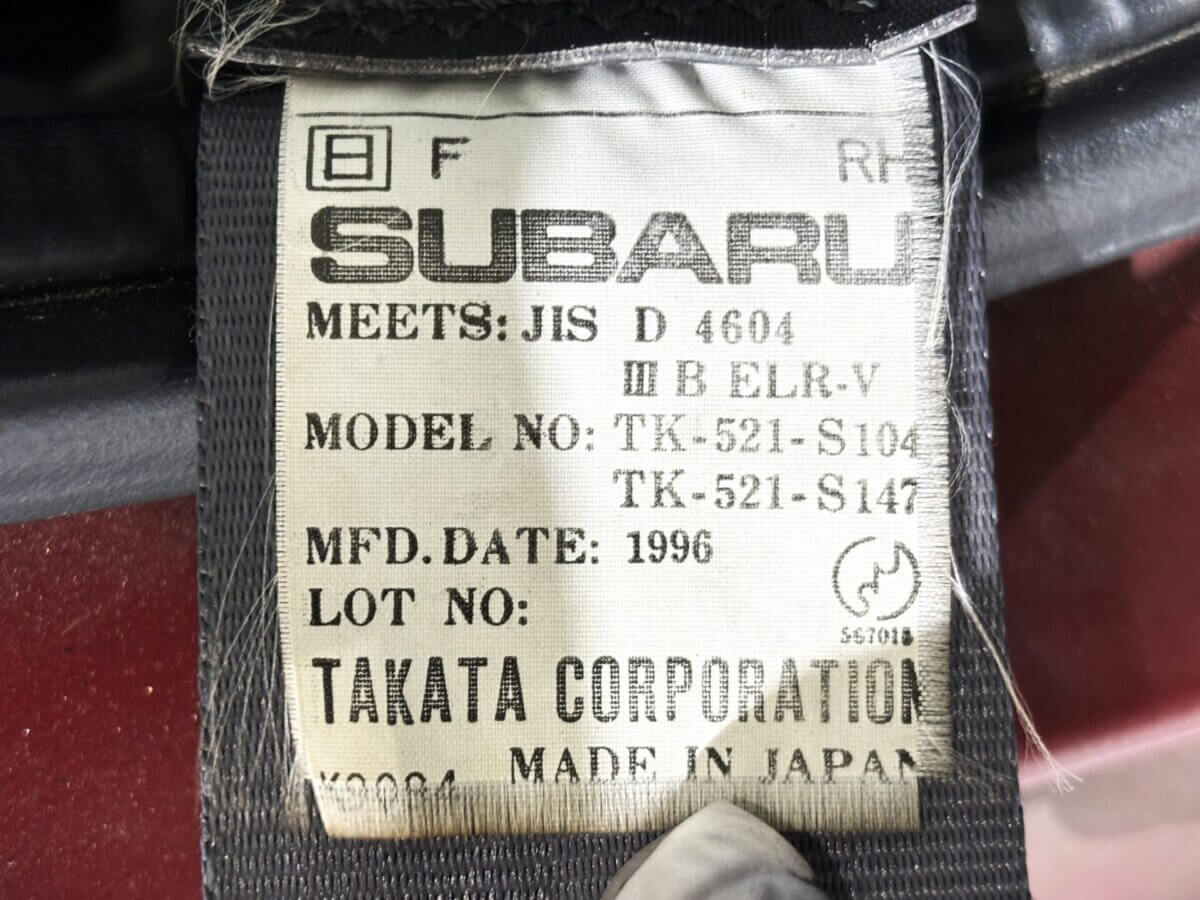 日 F RH
SUBARU
MEETS: JIS D 4604
III B ELR-V
MODEL NO: TK-521-S104
TK-521-S147
MFD. DATE: 1996
LOT NO:
TAKATA CORPORATION
MADE IN JAPAN